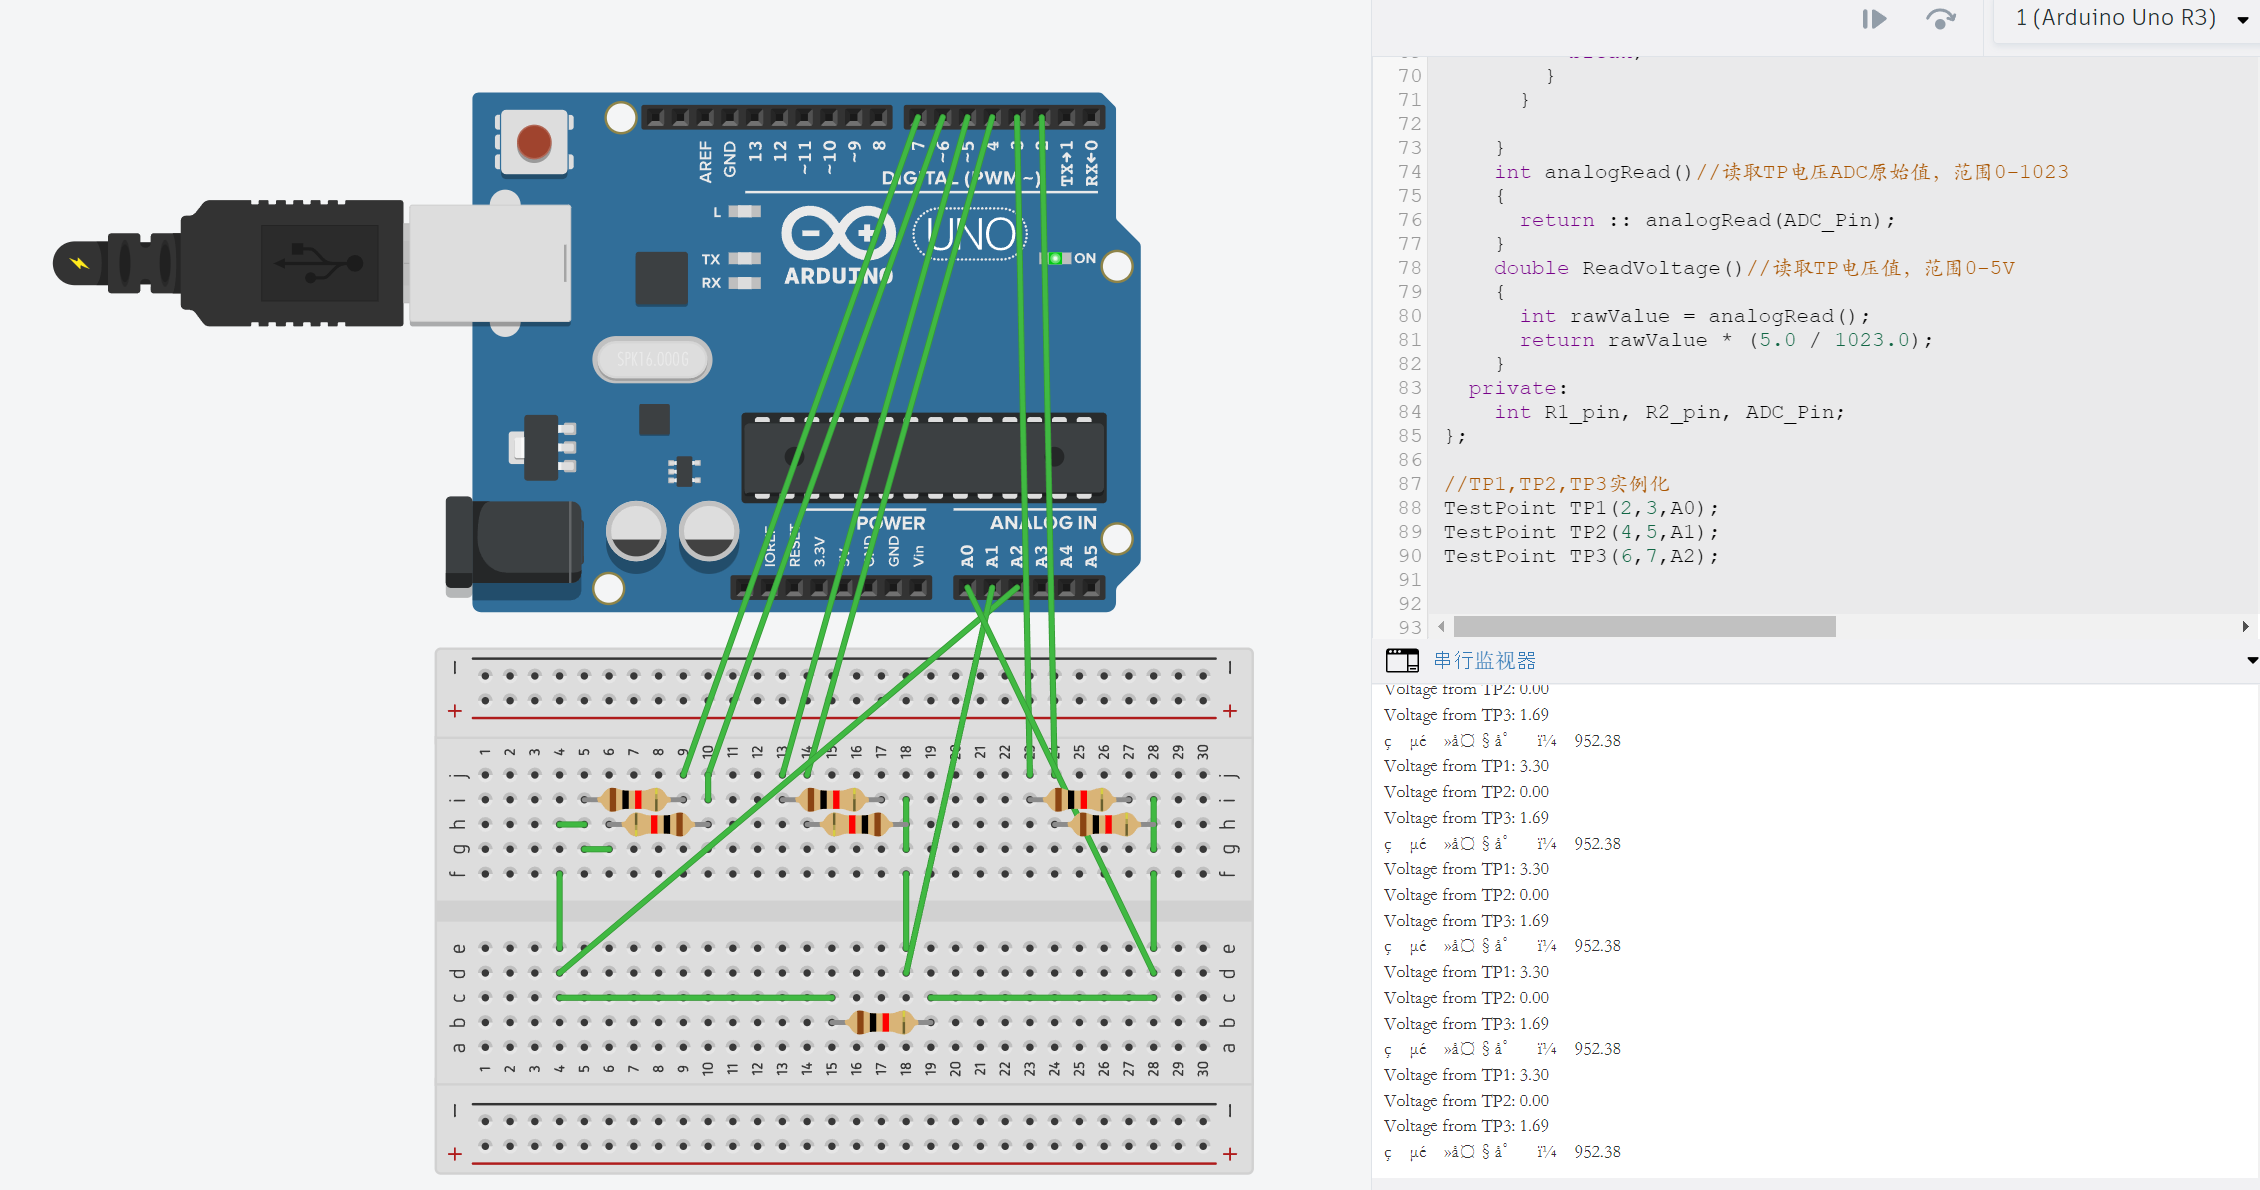 1 (Arduino Uno R3)
AREF
GND
13
12
~11
~10
~9
8
7
~6
~5
4
TX→1
RX←0
DIGITAL (PWM ~)
L
TX
RX
UNO
ARDUINO
ON
SPK16.000G
POWER
ANALOG IN
IOREF
RESET
3.3V
5V
GND
GND
Vin
A0
A1
A2
A3
A4
A5
1 2 3 4 5 6 7 8 9 10 11 12 13 14 15 16 17 18 19 20 21 22 23 24 25 26 27 28 29 30
j
i
h
g
f
e
d
c
b
a
j
i
h
g
f
e
d
c
b
a
1 2 3 4 5 6 7 8 9 10 11 12 13 14 15 16 17 18 19 20 21 22 23 24 25 26 27 28 29 30
70 }
71 }
72
73 }
74 int analogRead()//读取TP电压ADC原始值，范围0-1023
75 {
76 return :: analogRead(ADC_Pin);
77 }
78 double ReadVoltage()//读取TP电压值，范围0-5V
79 {
80 int rawValue = analogRead();
81 return rawValue * (5.0 / 1023.0);
82 }
83 private:
84 int R1_pin, R2_pin, ADC_Pin;
85 };
86
87 //TP1,TP2,TP3实例化
88 TestPoint TP1(2,3,A0);
89 TestPoint TP2(4,5,A1);
90 TestPoint TP3(6,7,A2);
91
92
93
串行监视器
Voltage from TP2: 0.00
Voltage from TP3: 1.69
ç µé »å¤§å° ï¼ 952.38
Voltage from TP1: 3.30
Voltage from TP2: 0.00
Voltage from TP3: 1.69
ç µé »å¤§å° ï¼ 952.38
Voltage from TP1: 3.30
Voltage from TP2: 0.00
Voltage from TP3: 1.69
ç µé »å¤§å° ï¼ 952.38
Voltage from TP1: 3.30
Voltage from TP2: 0.00
Voltage from TP3: 1.69
ç µé »å¤§å° ï¼ 952.38
Voltage from TP1: 3.30
Voltage from TP2: 0.00
Voltage from TP3: 1.69
ç µé »å¤§å° ï¼ 952.38